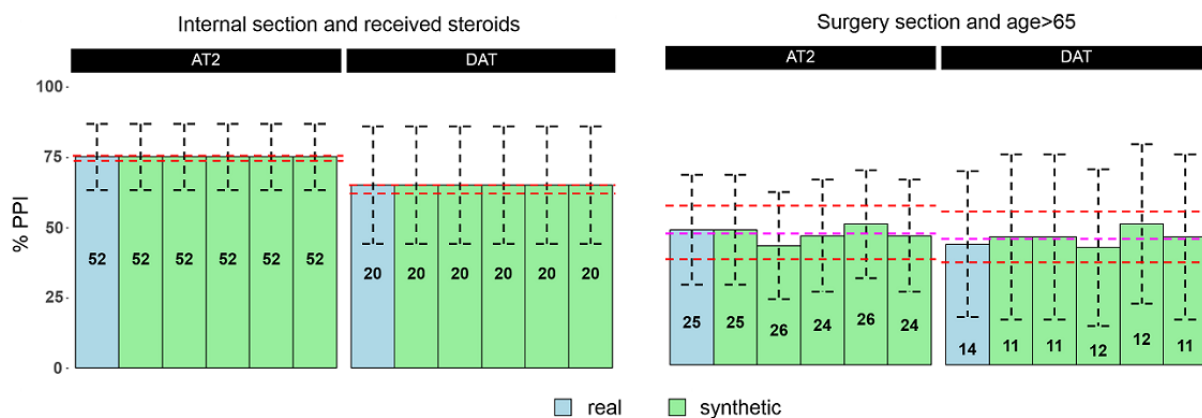 Internal section and received steroids
Surgery section and age>65
AT2 DAT AT2 DAT
100
75
50
25
0
% PPI
52 52 52 52 52 52
20 20 20 20 20 20
25 25 26 24 26 24
14 11 11 12 12 11
real synthetic